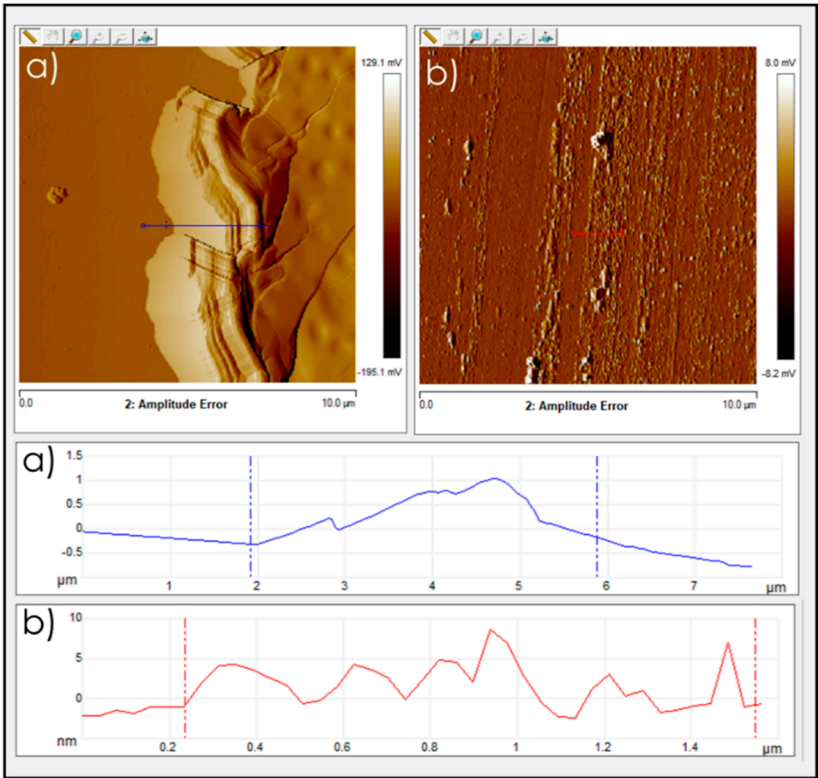 a)
129.1 mV
-195.1 mV
0.0
10.0 µm
2: Amplitude Error
b)
8.0 mV
-8.2 mV
0.0
10.0 µm
2: Amplitude Error
a)
1.5
1
0.5
0
-0.5
µm
1 2 3 4 5 6 7 µm
b)
10
5
0
nm
0.2 0.4 0.6 0.8 1 1.2 1.4 µm